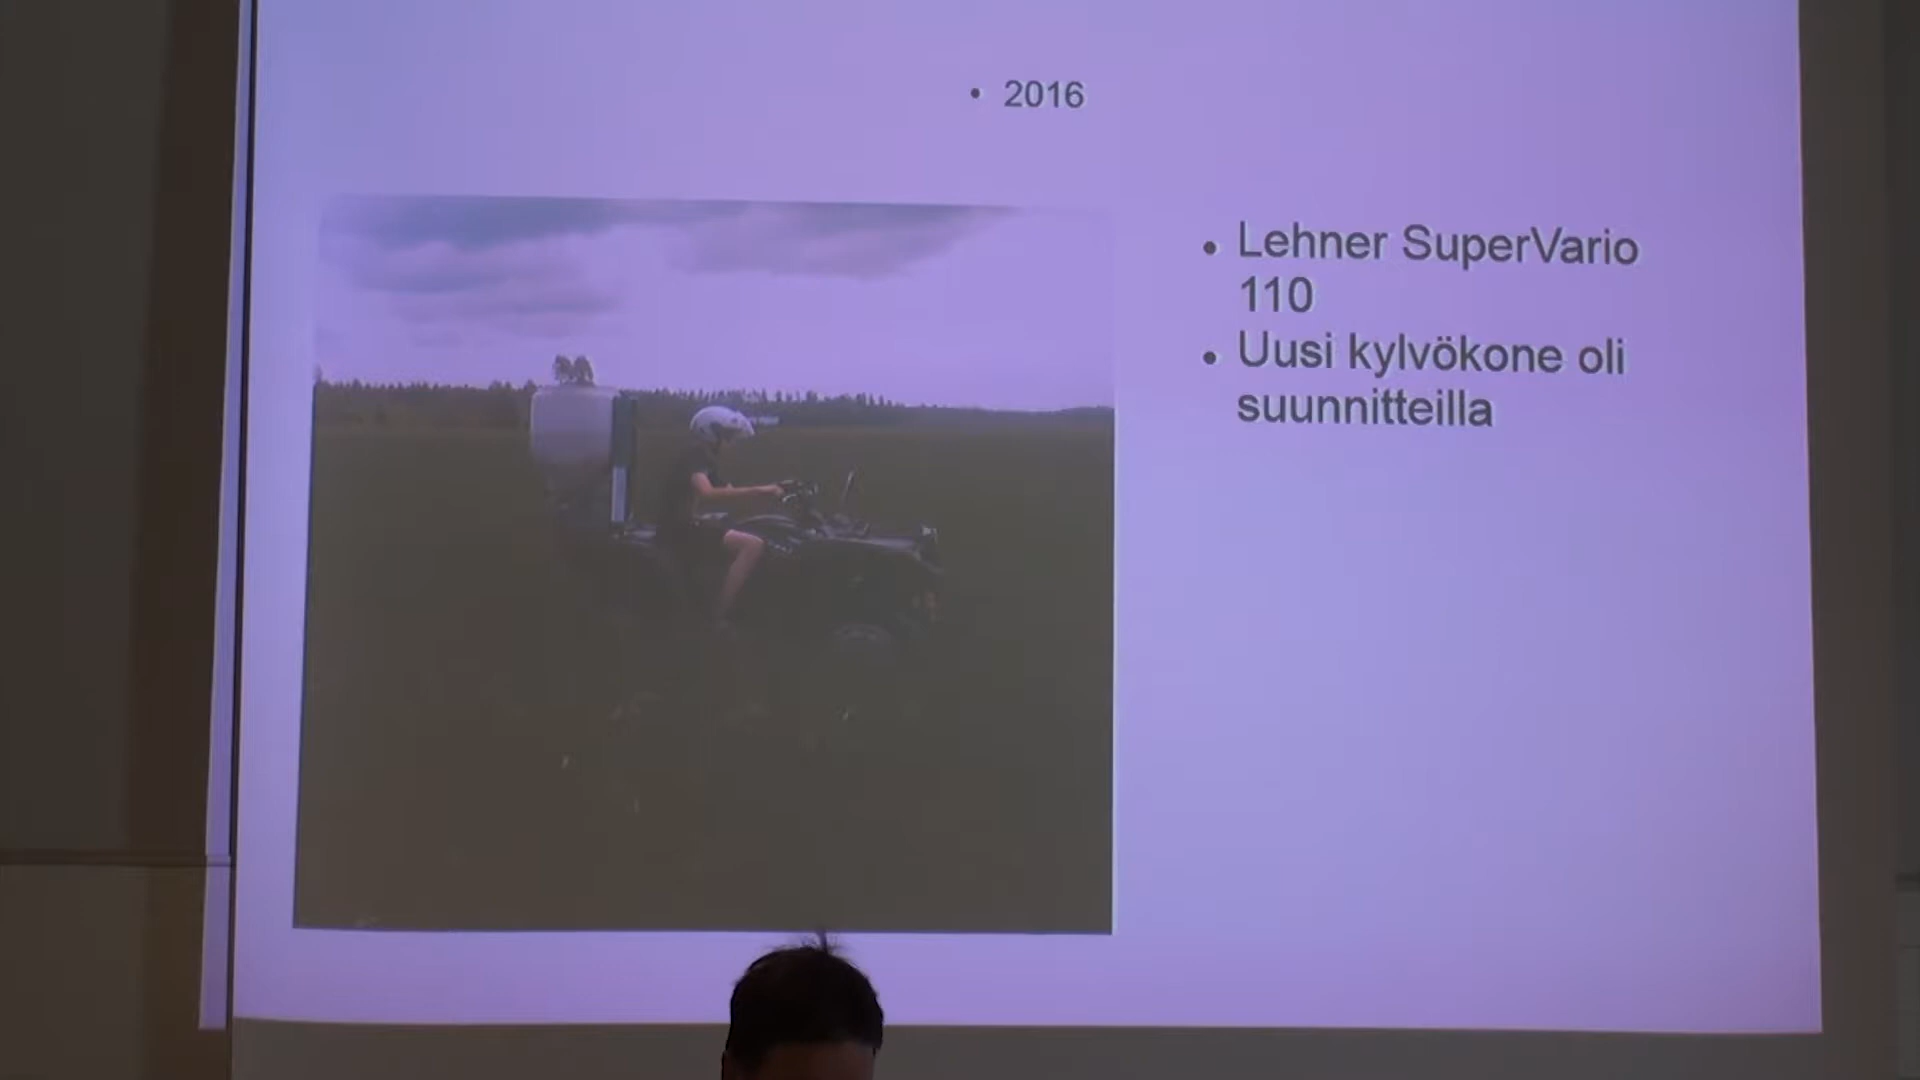 • 2016
• Lehner SuperVario
110
• Uusi kylvökone oli
suunnitteilla